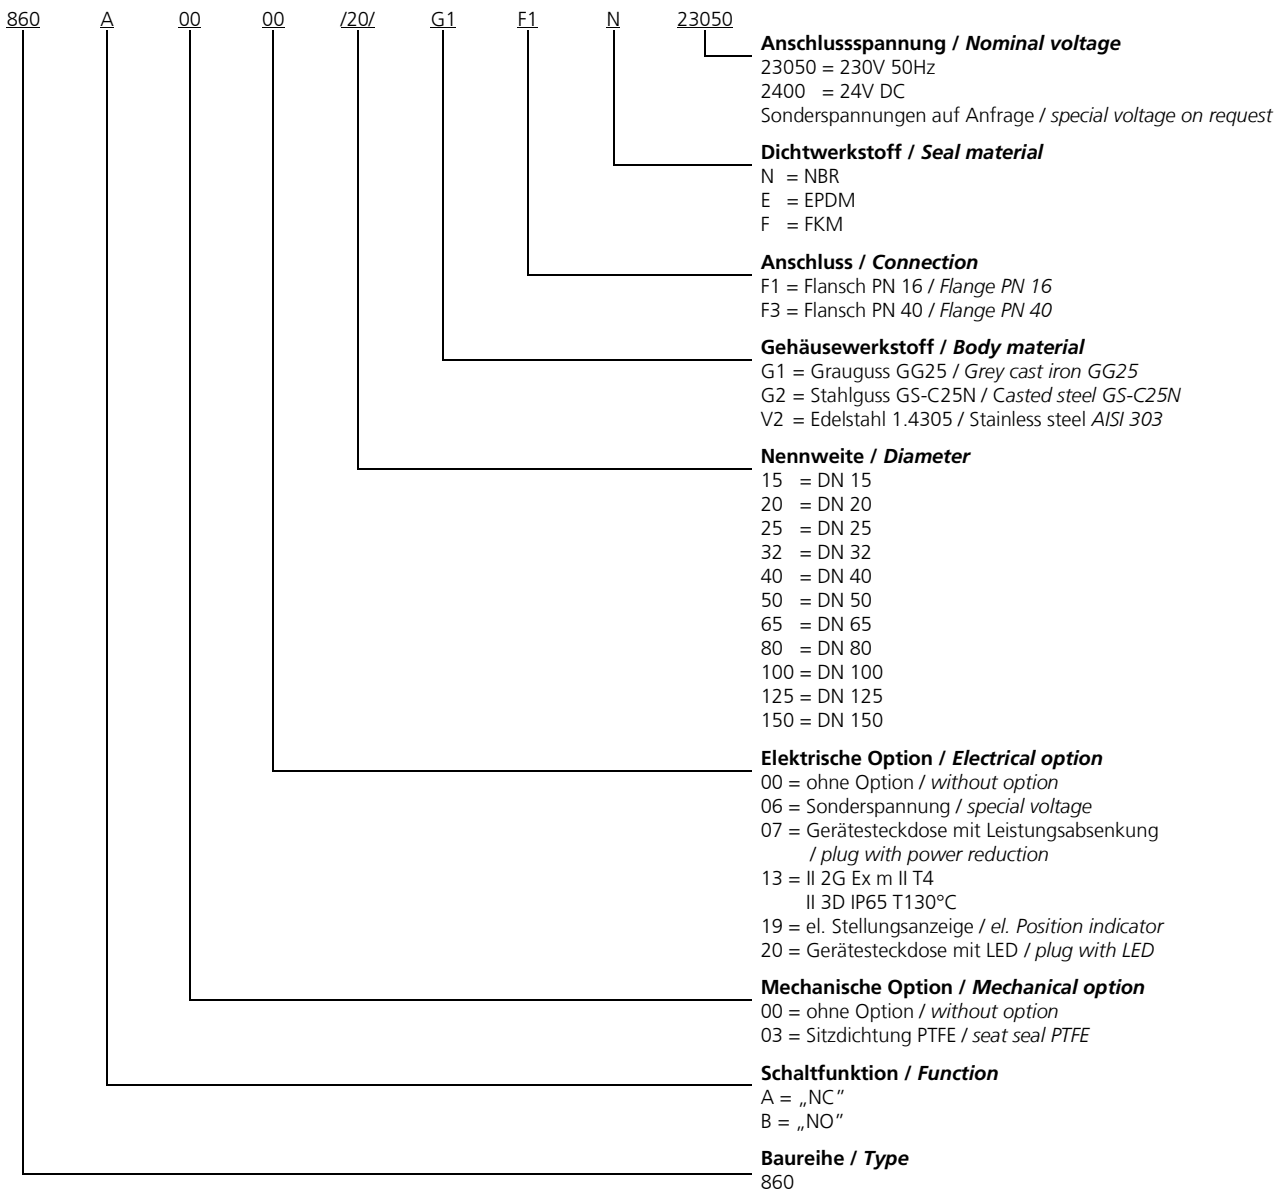 860 A 00 00 /20/ G1 F1 N 23050
Anschlussspannung / Nominal voltage
23050 = 230V 50Hz
2400 = 24V DC
Sonderspannungen auf Anfrage / special voltage on request
Dichtwerkstoff / Seal material
N = NBR
E = EPDM
F = FKM
Anschluss / Connection
F1 = Flansch PN 16 / Flange PN 16
F3 = Flansch PN 40 / Flange PN 40
Gehäusewerkstoff / Body material
G1 = Grauguss GG25 / Grey cast iron GG25
G2 = Stahlguss GS-C25N / Casted steel GS-C25N
V2 = Edelstahl 1.4305 / Stainless steel AISI 303
Nennweite / Diameter
15 = DN 15
20 = DN 20
25 = DN 25
32 = DN 32
40 = DN 40
50 = DN 50
65 = DN 65
80 = DN 80
100 = DN 100
125 = DN 125
150 = DN 150
Elektrische Option / Electrical option
00 = ohne Option / without option
06 = Sonderspannung / special voltage
07 = Gerätesteckdose mit Leistungsabsenkung
/ plug with power reduction
13 = II 2G Ex m II T4
II 3D IP65 T130°C
19 = el. Stellungsanzeige / el. Position indicator
20 = Gerätesteckdose mit LED / plug with LED
Mechanische Option / Mechanical option
00 = ohne Option / without option
03 = Sitzdichtung PTFE / seat seal PTFE
Schaltfunktion / Function
A = „NC"
B = „NO"
Baureihe / Type
860